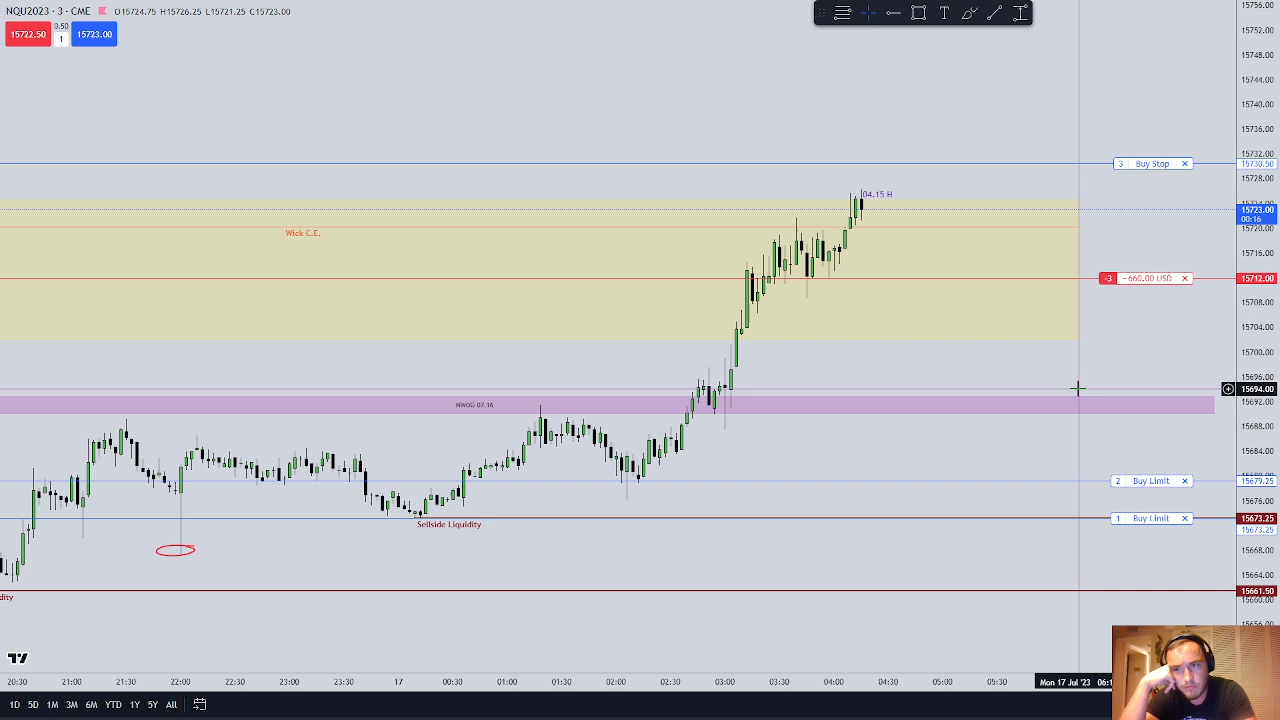 NQU2023 · 3 · CME O15724.75 H15726.25 L15721.25 C15723.00
15722.50 0.50 1 15723.00
15756.00
15752.00
15748.00
15744.00
15740.00
15736.00
15732.00
3 Buy Stop × 15730.50
15728.00
04.15 H
15723.00
00:16
15720.00
Wick C.E.
15716.00
-3 -660.00 USD × 15712.00
15708.00
15704.00
15700.00
15696.00
15694.00
NWOG 07.16
15692.00
15688.00
15684.00
2 Buy Limit × 15679.25
15676.00
1 Buy Limit × 15673.25
Sellside Liquidity
15673.25
15668.00
15664.00
15661.50
dity
15660.00
20:30 21:00 21:30 22:00 22:30 23:00 23:30 17 00:30 01:00 01:30 02:00 02:30 03:00 03:30 04:00 04:30 05:00 05:30 Mon 17 Jul '23
1D 5D 1M 3M 6M YTD 1Y 5Y All